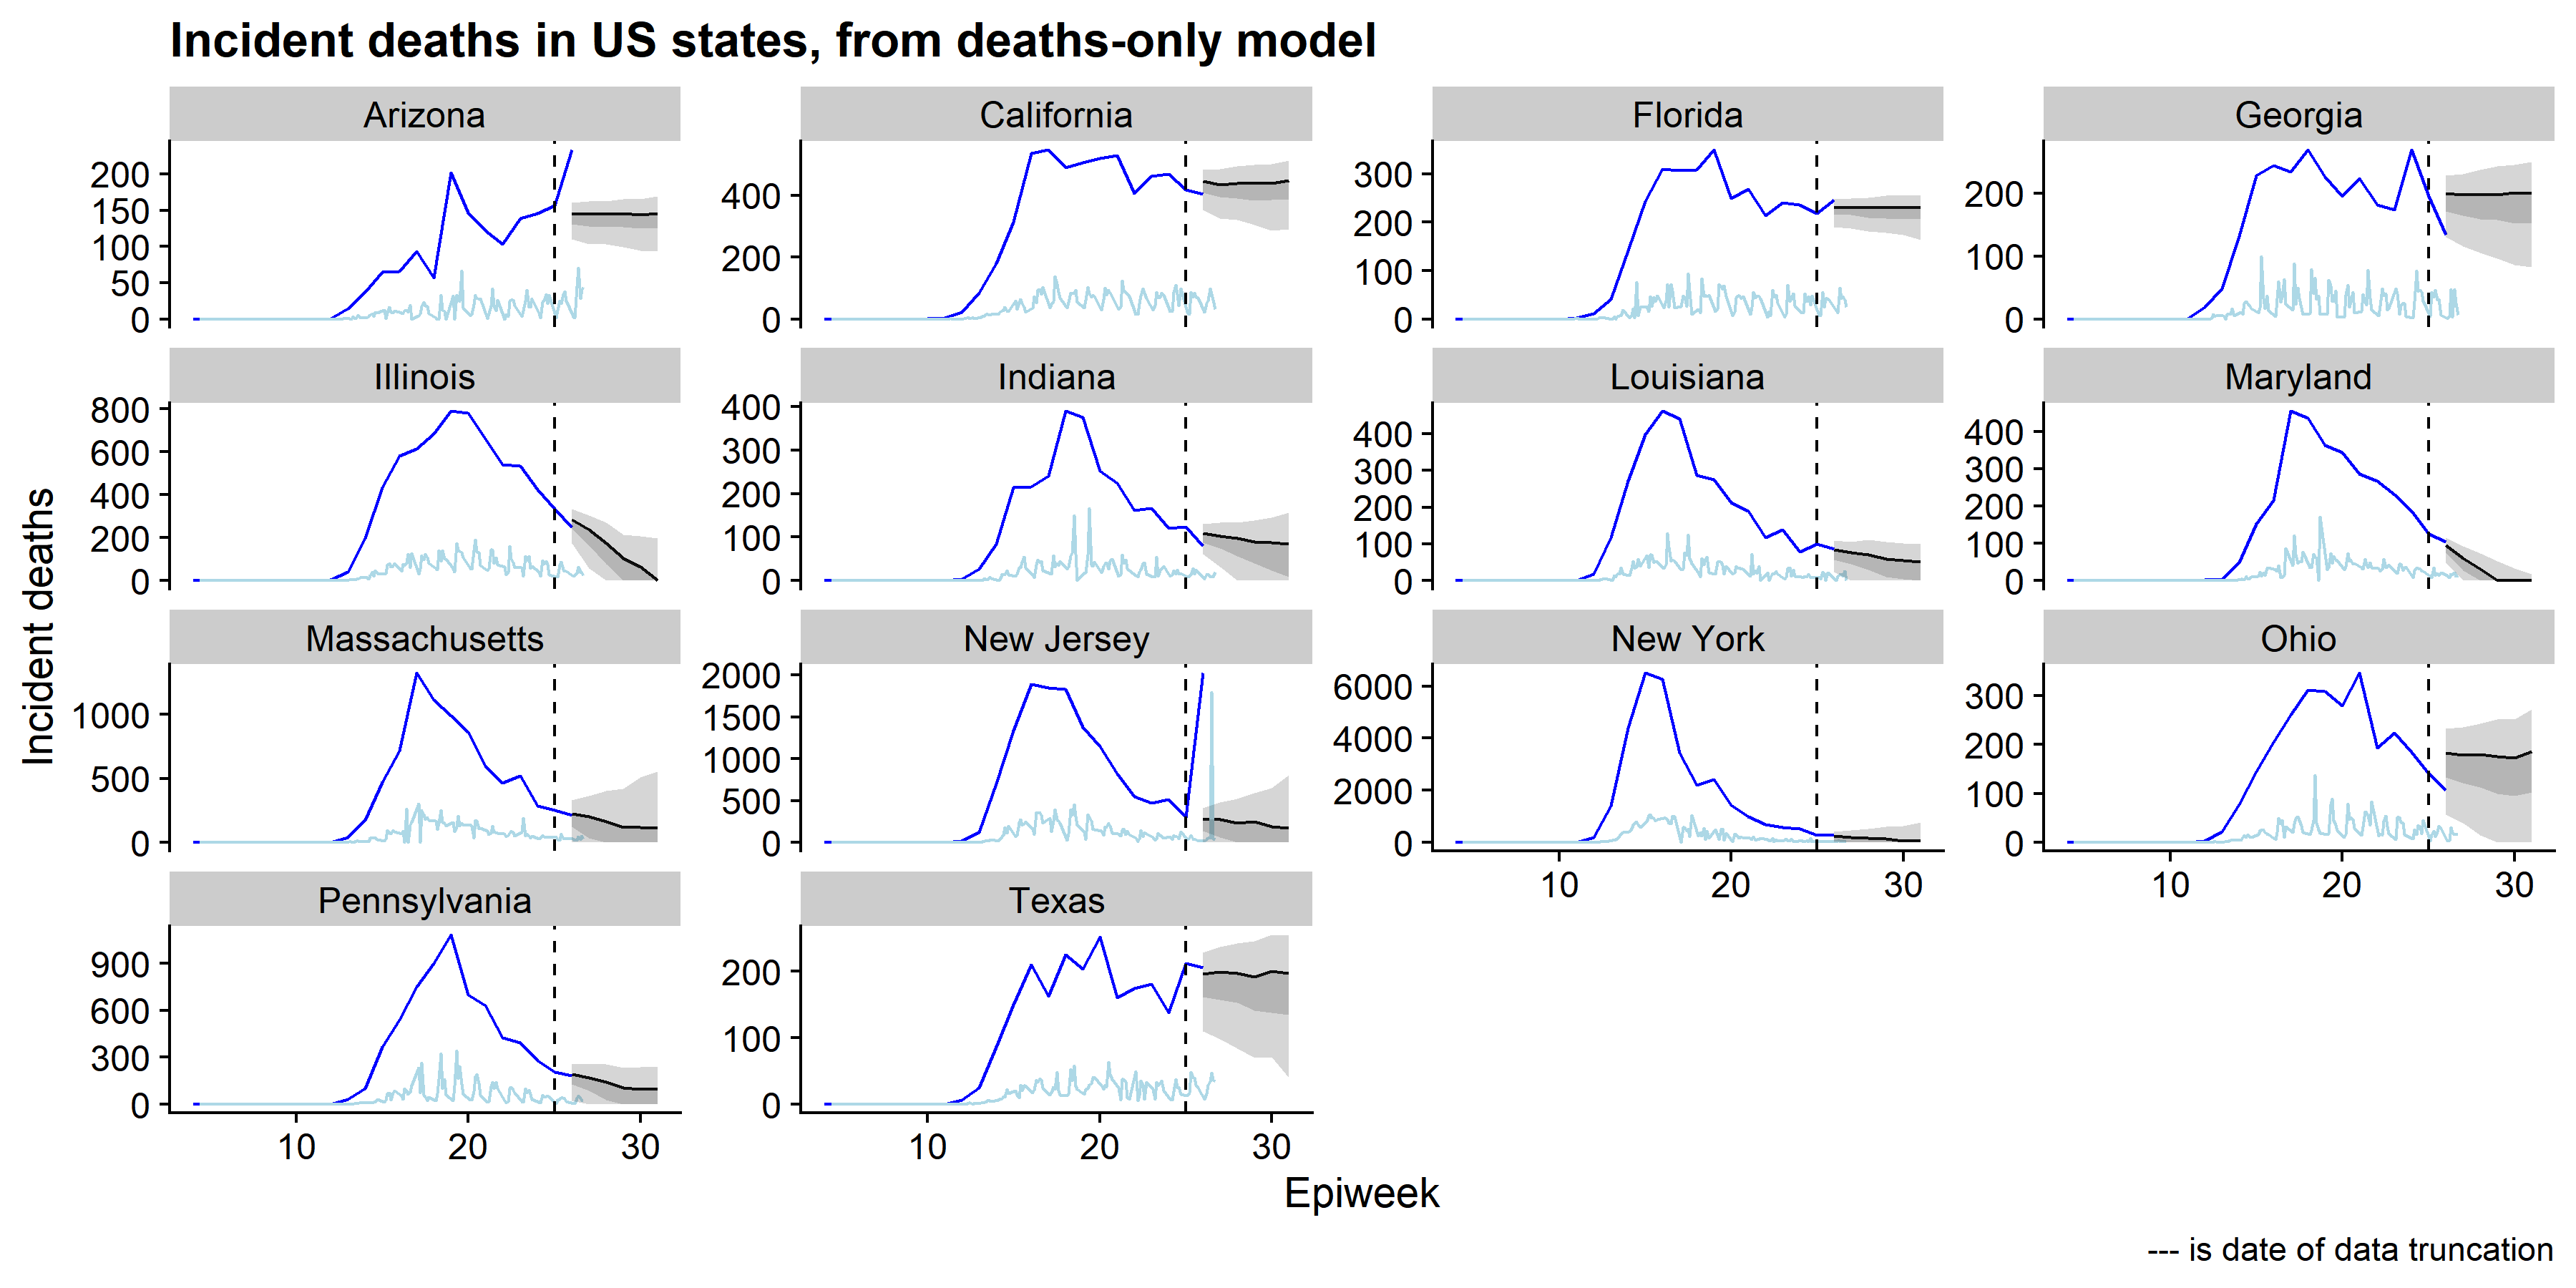 Incident deaths in US states, from deaths-only model
Arizona
California
Florida
Georgia
200
150
100
50
0
400
200
0
300
200
100
0
200
100
0
Illinois
Indiana
Louisiana
Maryland
800
600
400
200
0
400
300
200
100
0
400
300
200
100
0
400
300
200
100
0
Massachusetts
New Jersey
New York
Ohio
1000
500
0
2000
1500
1000
500
0
6000
4000
2000
0
300
200
100
0
10 20 30
10 20 30
Pennsylvania
Texas
900
600
300
0
200
100
0
10 20 30
10 20 30
Incident deaths
Epiweek
--- is date of data truncation